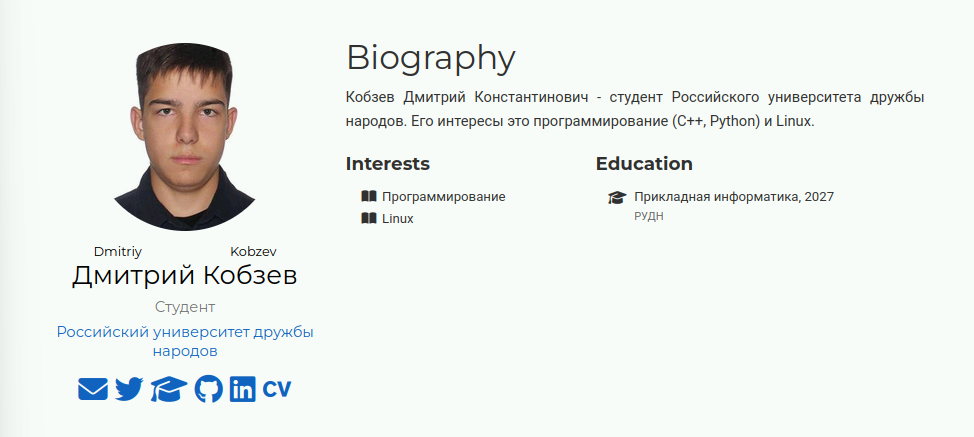 Dmitriy Kobzev
Дмитрий Кобзев
Студент
Российский университет дружбы
народов
CV
Biography
Кобзев Дмитрий Константинович - студент Российского университета дружбы
народов. Его интересы это программирование (C++, Python) и Linux.
Interests
Программирование
Linux
Education
Прикладная информатика, 2027
РУДН